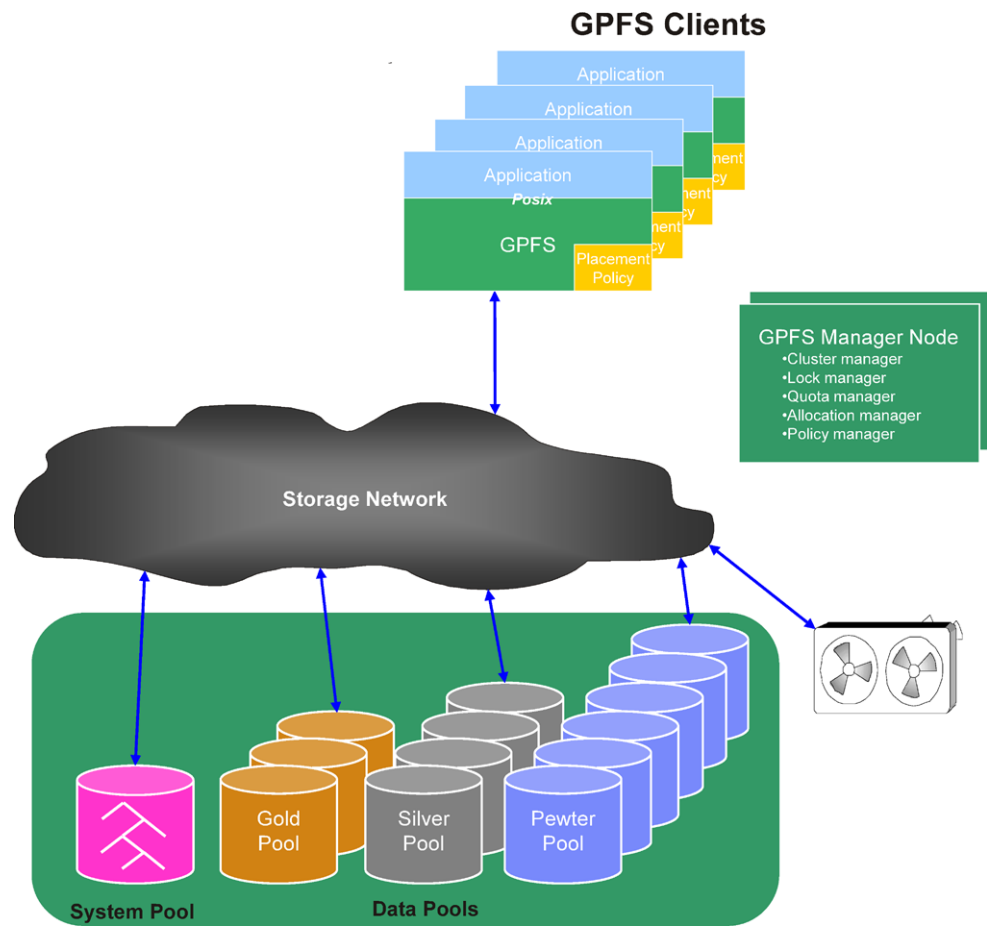 GPFS Clients
Application
Application
Application
Application
Posix
GPFS
Placement
Policy
GPFS Manager Node
•Cluster manager
•Lock manager
•Quota manager
•Allocation manager
•Policy manager
Storage Network
Gold
Pool
Silver
Pool
Pewter
Pool
System Pool
Data Pools